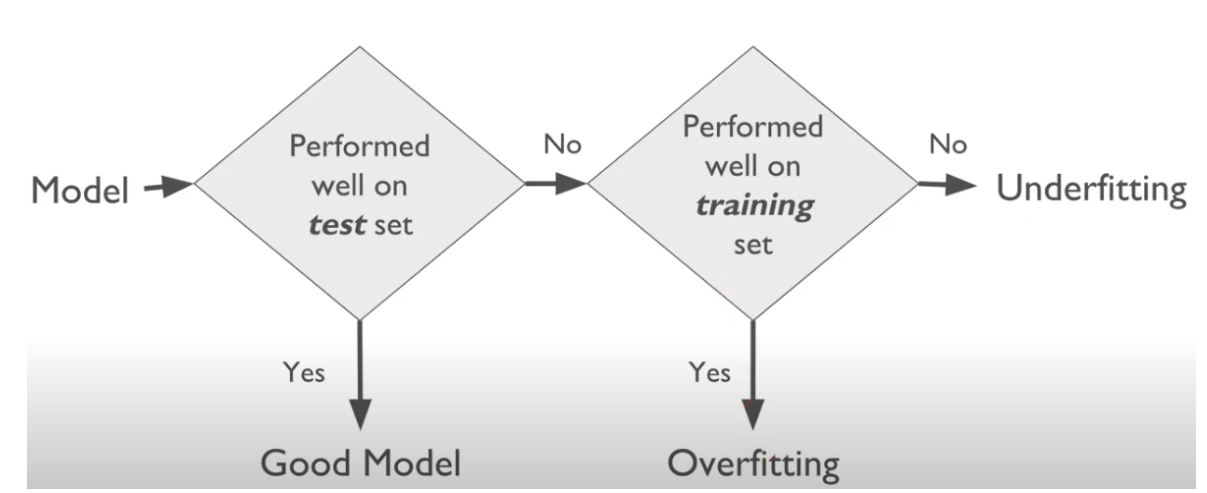 Model
Performed
well on
test set
No
Performed
well on
training
set
No
Underfitting
Yes
Yes
Good Model
Overfitting